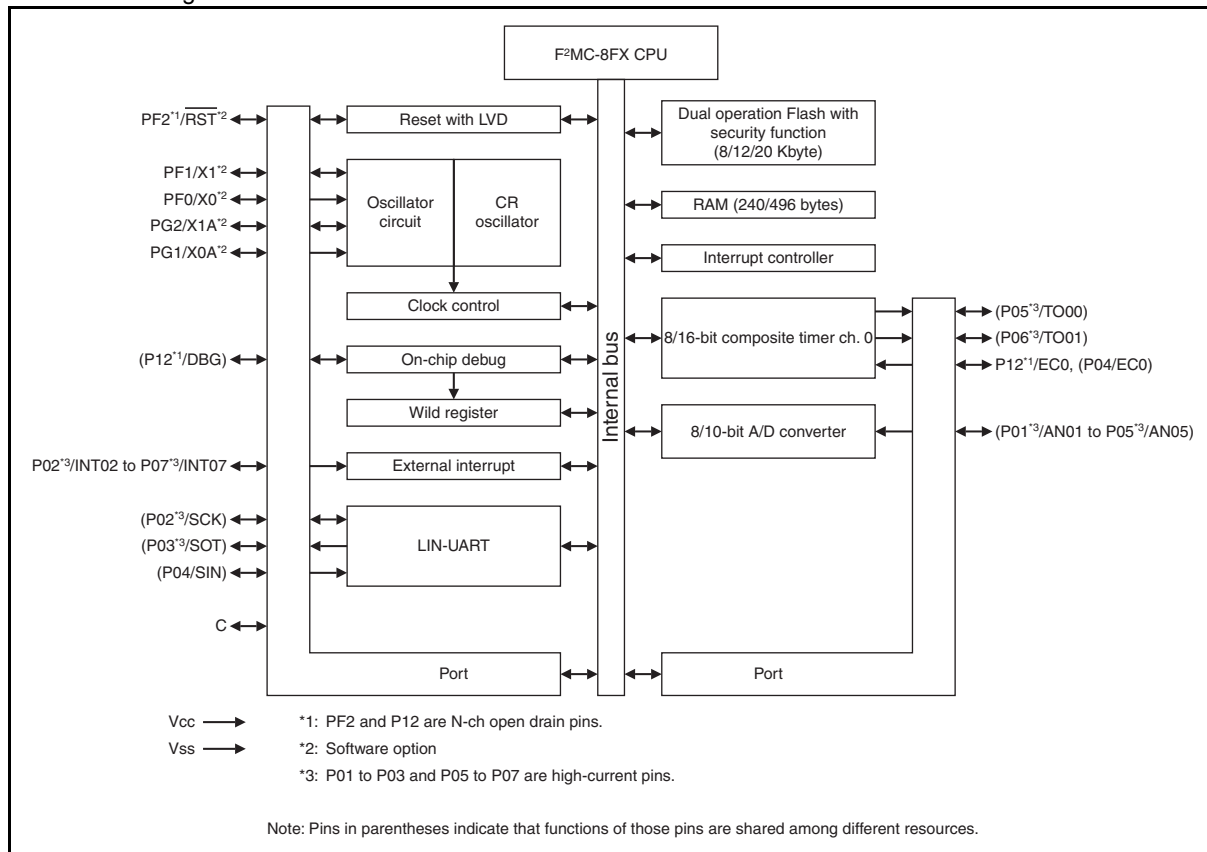 F²MC-8FX CPU
PF2*1/RST*2
Reset with LVD
Dual operation Flash with
security function
(8/12/20 Kbyte)
PF1/X1*2
PF0/X0*2
PG2/X1A*2
PG1/X0A*2
Oscillator
circuit
CR
oscillator
RAM (240/496 bytes)
Interrupt controller
Clock control
(P12*1/DBG)
On-chip debug
Wild register
Internal bus
8/16-bit composite timer ch. 0
(P05*3/TO00)
(P06*3/TO01)
P12*1/EC0, (P04/EC0)
8/10-bit A/D converter
(P01*3/AN01 to P05*3/AN05)
P02*3/INT02 to P07*3/INT07
External interrupt
(P02*3/SCK)
(P03*3/SOT)
(P04/SIN)
LIN-UART
C
Port
Port
Vcc
Vss
*1: PF2 and P12 are N-ch open drain pins.
*2: Software option
*3: P01 to P03 and P05 to P07 are high-current pins.
Note: Pins in parentheses indicate that functions of those pins are shared among different resources.